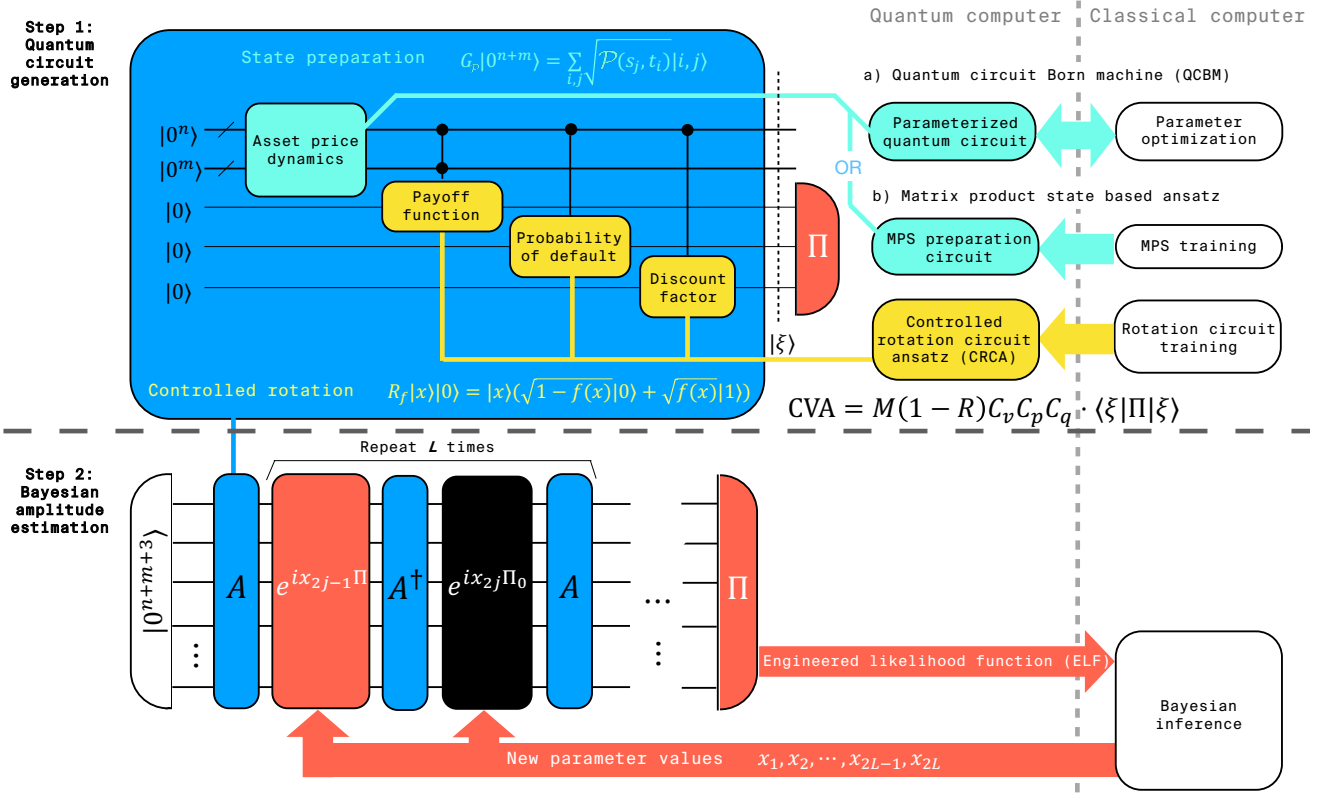 Quantum computer
Classical computer
Step 1:
Quantum
circuit
generation
State preparation
G_𝒫|0^{n+m}⟩ = ∑_{i,j} √𝒫(s_j, t_i)|i, j⟩
a) Quantum circuit Born machine (QCBM)
|0^n⟩
|0^m⟩
|0⟩
|0⟩
|0⟩
Asset price
dynamics
Payoff
function
Probability
of default
Discount
factor
Π
|ξ⟩
OR
Parameterized
quantum circuit
Parameter
optimization
b) Matrix product state based ansatz
MPS preparation
circuit
MPS training
Controlled
rotation circuit
ansatz (CRCA)
Rotation circuit
training
Controlled rotation
R_f|x⟩|0⟩ = |x⟩(√1 − f(x)|0⟩ + √f(x)|1⟩)
CVA = M(1 − R)C_vC_pC_q · ⟨ξ|Π|ξ⟩
Step 2:
Bayesian
amplitude
estimation
Repeat L times
|0^{n+m+3}⟩
⋮
A
e^{ix_{2j−1}Π}
A†
e^{ix_{2j}Π_0}
A
…
⋮
Π
Engineered likelihood function (ELF)
Bayesian
inference
New parameter values x_1, x_2, ⋯, x_{2L−1}, x_{2L}